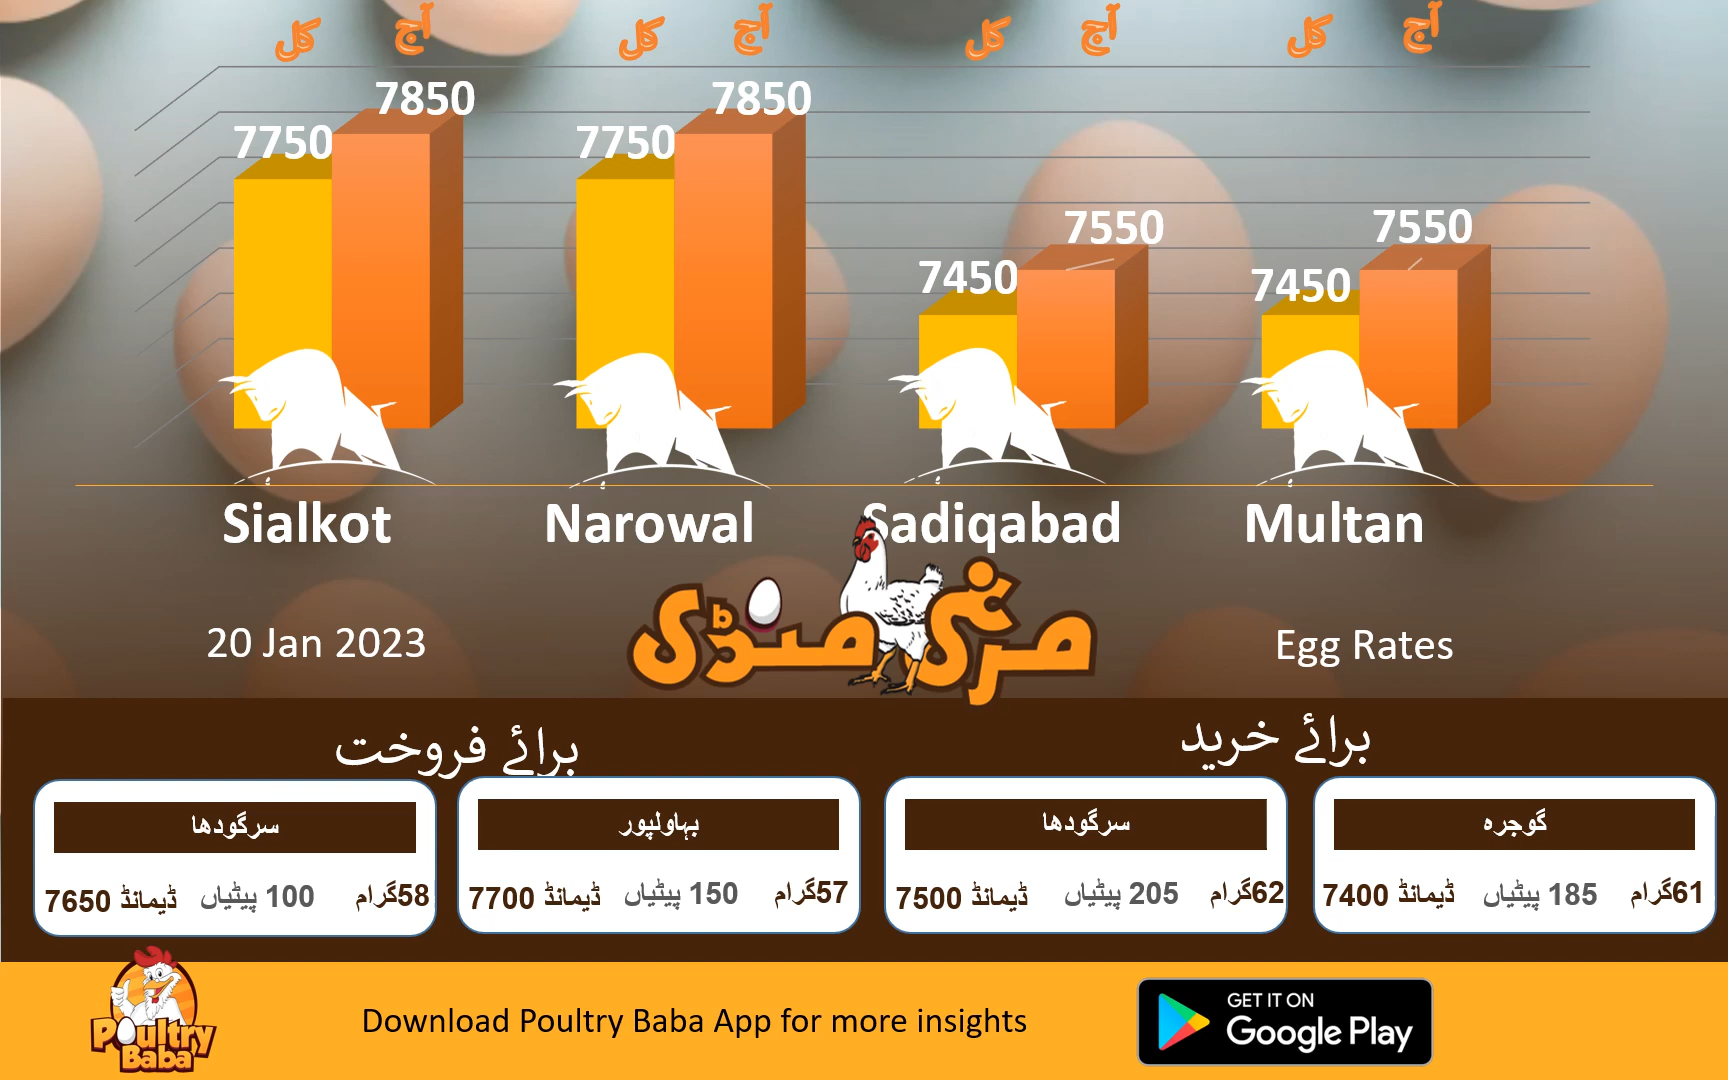 کل آج کل آج کل آج کل آج
7750 7850 7750 7850 7450 7550 7450 7550
Sialkot Narowal Sadiqabad Multan
20 Jan 2023
مرغی منڈی
Egg Rates
برائے فروخت
برائے خرید
سرگودھا
58گرام 100 پیٹیاں ڈیمانڈ 7650
بہاولپور
57گرام 150 پیٹیاں ڈیمانڈ 7700
سرگودھا
62گرام 205 پیٹیاں ڈیمانڈ 7500
گوجرہ
61گرام 185 پیٹیاں ڈیمانڈ 7400
Poultry
Baba
Download Poultry Baba App for more insights
GET IT ON
Google Play